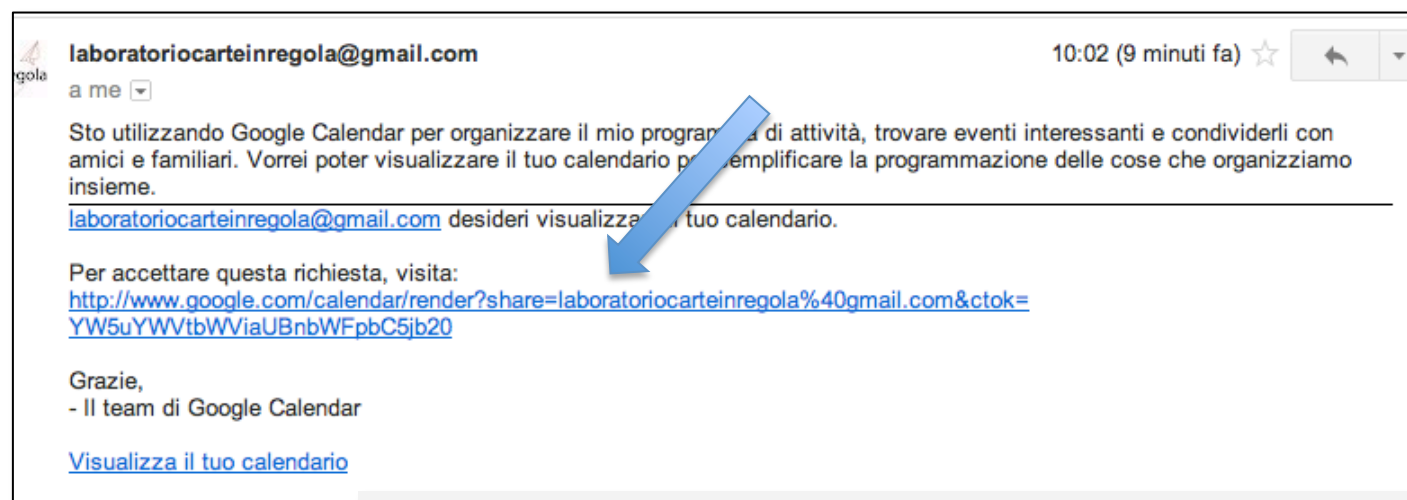 laboratoriocarteinregola@gmail.com 10:02 (9 minuti fa)
gola
a me
Sto utilizzando Google Calendar per organizzare il mio di attività, trovare eventi interessanti e condividerli con
amici e familiari. Vorrei poter visualizzare il tuo calendario la programmazione delle cose che organizziamo
insieme.
laboratoriocarteinregola@gmail.com desideri tuo calendario.
Per accettare questa richiesta, visita:
http://www.google.com/calendar/render?share=laboratoriocarteinregola%40gmail.com&ctok=
YW5uYWVtbWViaUBnbWFpbC5jb20
Grazie,
- Il team di Google Calendar
Visualizza il tuo calendario